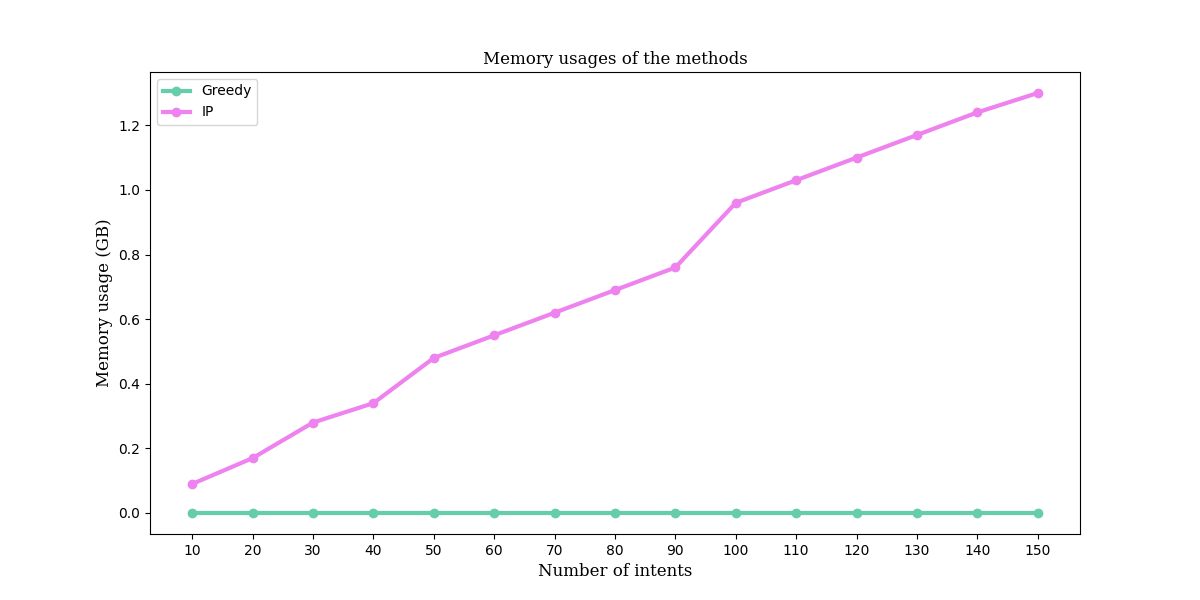 Memory usages of the methods
Greedy
IP
Memory usage (GB)
1.2
1.0
0.8
0.6
0.4
0.2
0.0
10 20 30 40 50 60 70 80 90 100 110 120 130 140 150
Number of intents